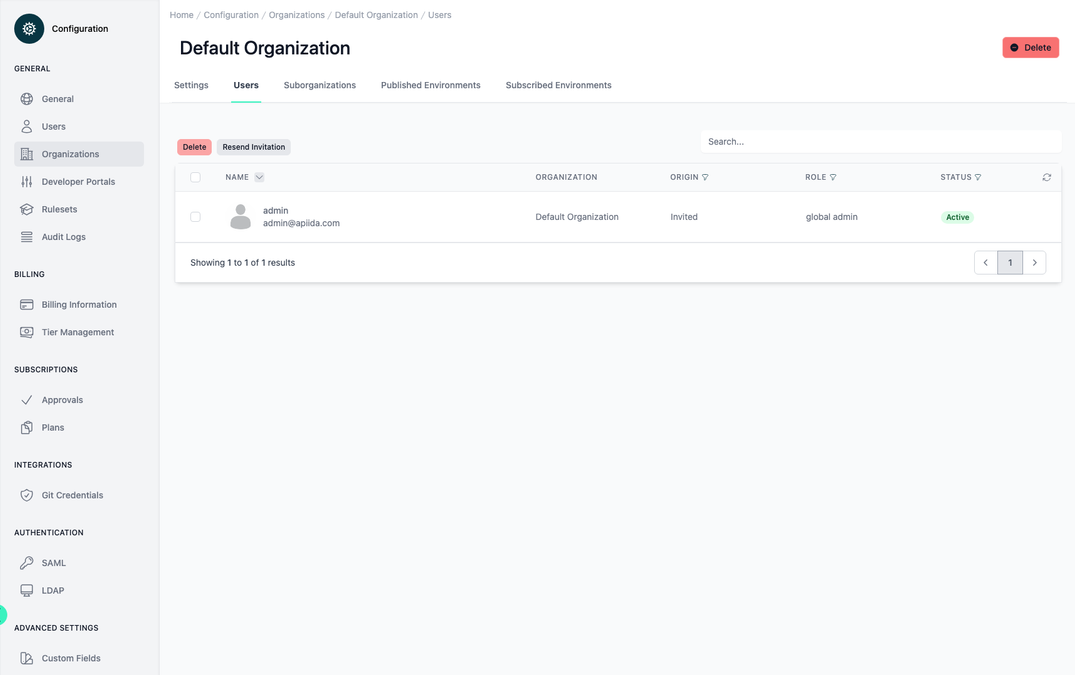 Configuration
GENERAL
General
Users
Organizations
Developer Portals
Rulesets
Audit Logs
BILLING
Billing Information
Tier Management
SUBSCRIPTIONS
Approvals
Plans
INTEGRATIONS
Git Credentials
AUTHENTICATION
SAML
LDAP
ADVANCED SETTINGS
Custom Fields
Home / Configuration / Organizations / Default Organization / Users
Default Organization
Delete
Settings Users Suborganizations Published Environments Subscribed Environments
Delete Resend Invitation Search...
NAME ORGANIZATION ORIGIN ROLE STATUS
admin
admin@apiida.com
Default Organization Invited global admin Active
Showing 1 to 1 of 1 results 1